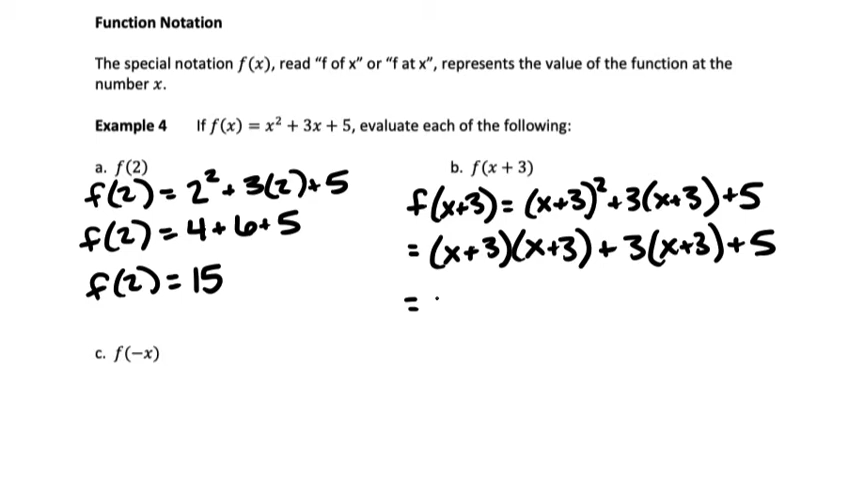 Function Notation
The special notation f(x), read “f of x” or “f at x”, represents the value of the function at the
number x.
Example 4 If f(x) = x² + 3x + 5, evaluate each of the following:
a. f(2)
f(2) = 2² + 3(2) + 5
f(2) = 4 + 6 + 5
f(2) = 15
b. f(x + 3)
f(x+3) = (x+3)² + 3(x+3) + 5
= (x+3)(x+3) + 3(x+3) + 5
=
c. f(−x)